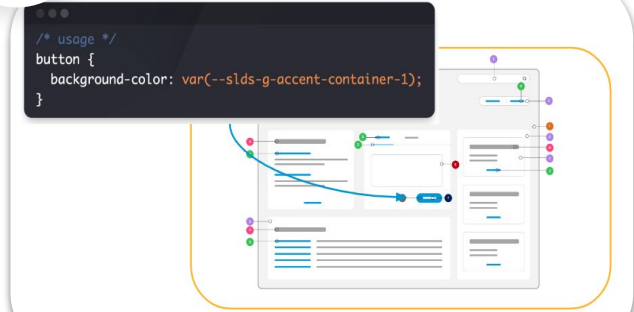 /* usage */
button {
background-color: var(--slds-g-accent-container-1);
}